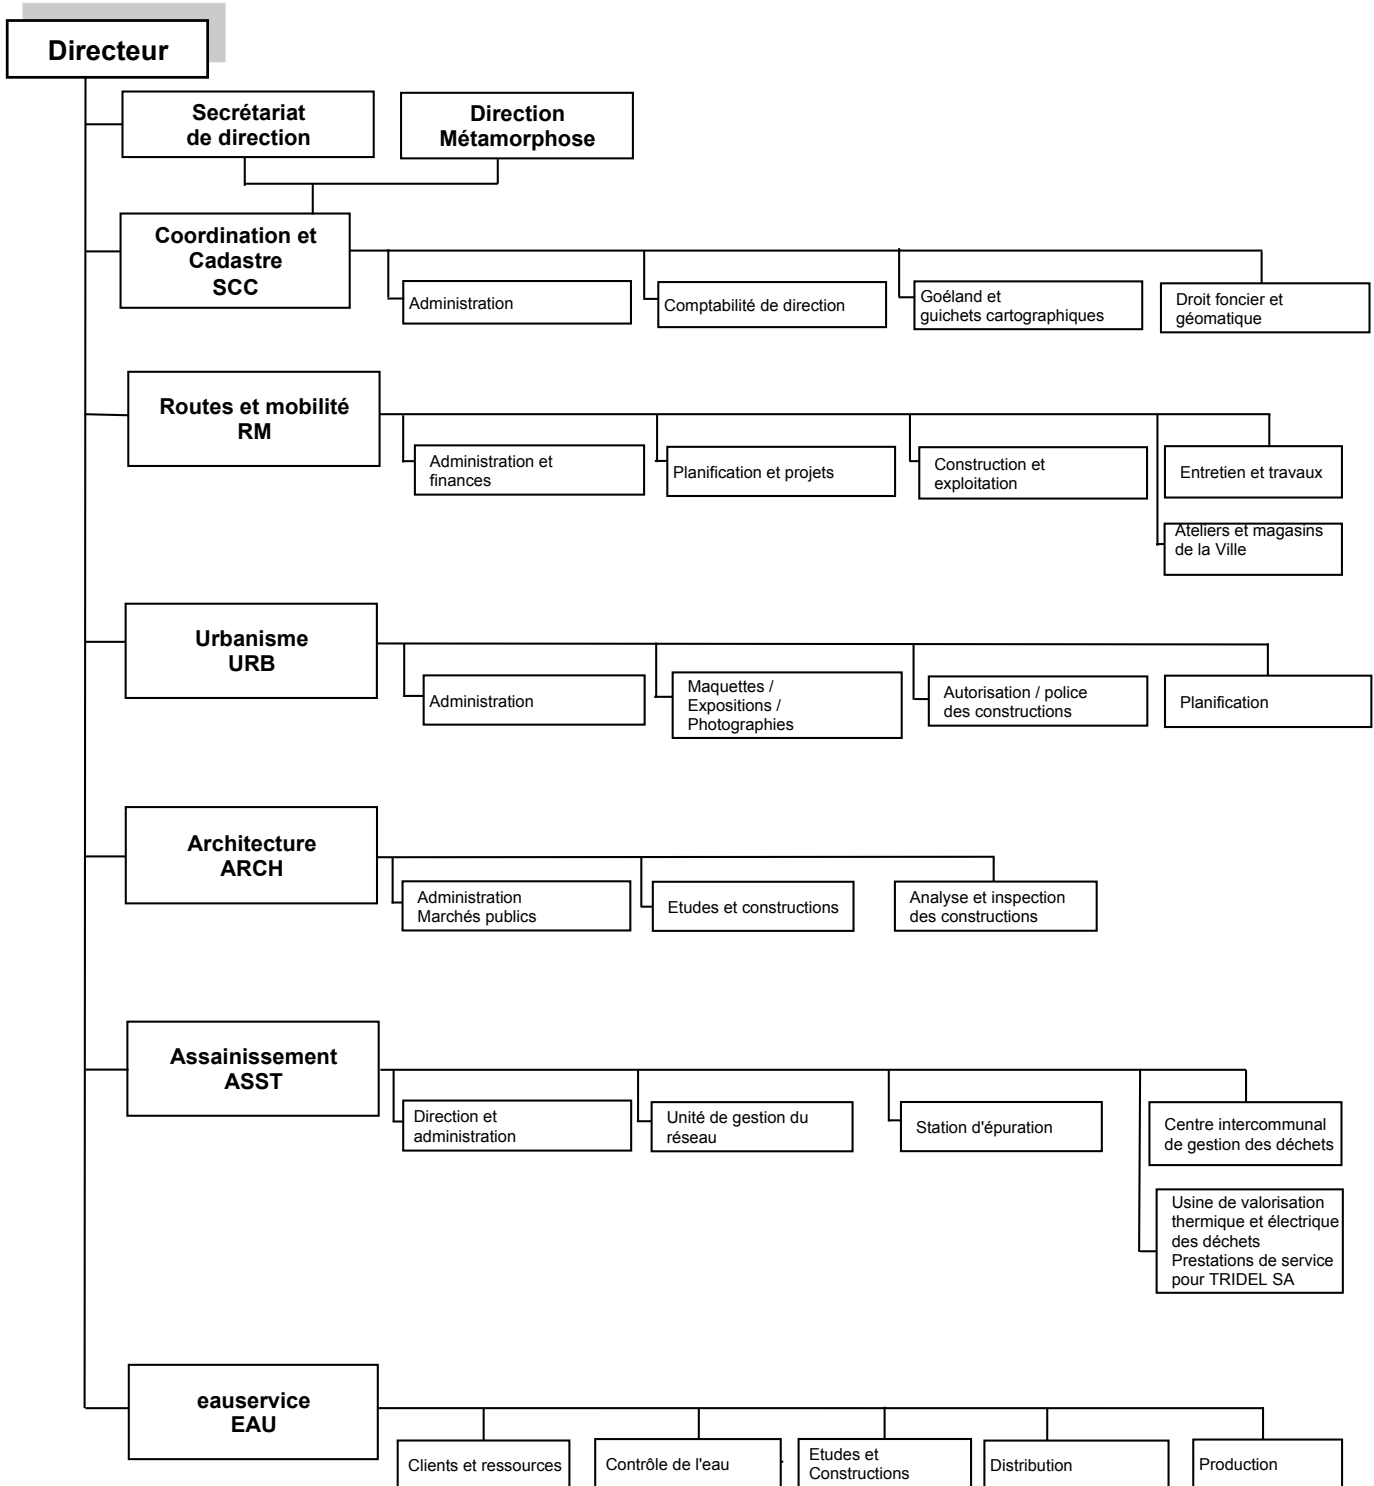 Directeur
Secrétariat
de direction
Direction
Métamorphose
Coordination et
Cadastre
SCC
Administration
Comptabilité de direction
Goéland et
guichets cartographiques
Droit foncier et
géomatique
Routes et mobilité
RM
Administration et
finances
Planification et projets
Construction et
exploitation
Entretien et travaux
Ateliers et magasins
de la Ville
Urbanisme
URB
Administration
Maquettes /
Expositions /
Photographies
Autorisation / police
des constructions
Planification
Architecture
ARCH
Administration
Marchés publics
Etudes et constructions
Analyse et inspection
des constructions
Assainissement
ASST
Direction et
administration
Unité de gestion du
réseau
Station d'épuration
Centre intercommunal
de gestion des déchets
Usine de valorisation
thermique et électrique
des déchets
Prestations de service
pour TRIDEL SA
eauservice
EAU
Clients et ressources
Contrôle de l'eau
Etudes et
Constructions
Distribution
Production